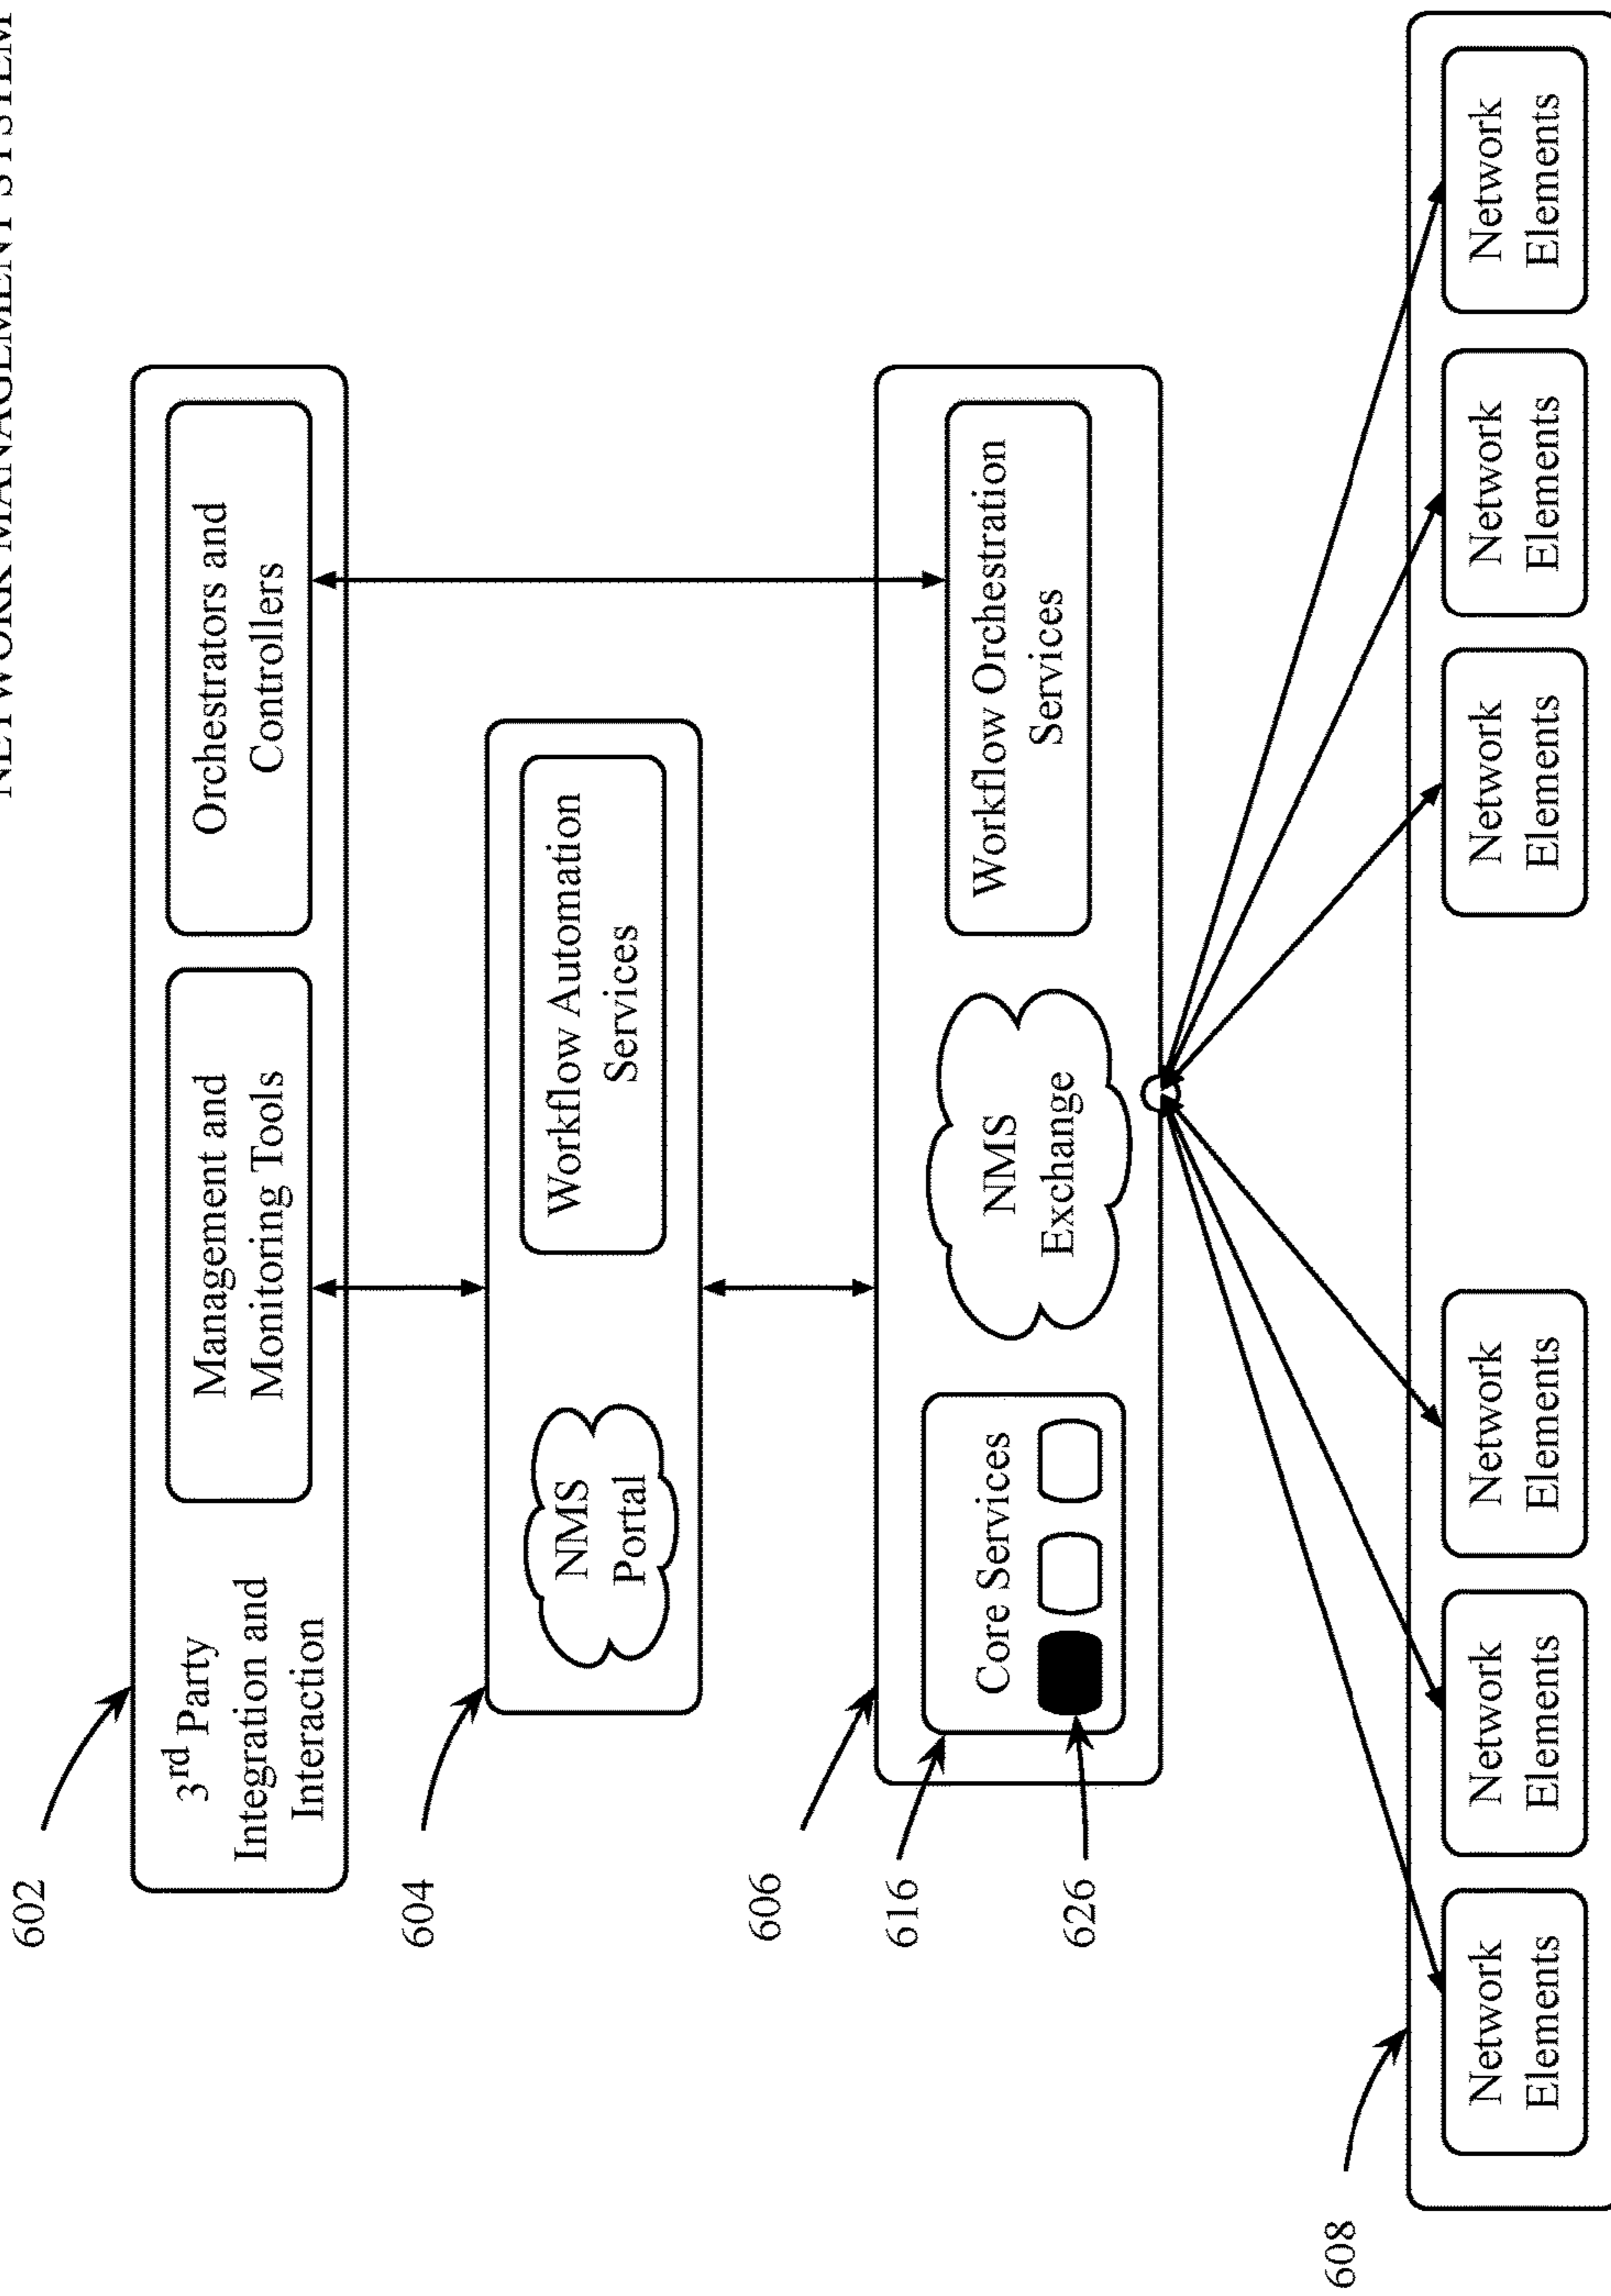 NETWORK MANAGEMENT SYSTEM
602
3rd Party
Integration and
Interaction
Management and
Monitoring Tools
Orchestrators and
Controllers
604
NMS
Portal
Workflow Automation
Services
606
616
626
Core Services
NMS
Exchange
Workflow Orchestration
Services
608
Network
Elements
Network
Elements
Network
Elements
Network
Elements
Network
Elements
Network
Elements